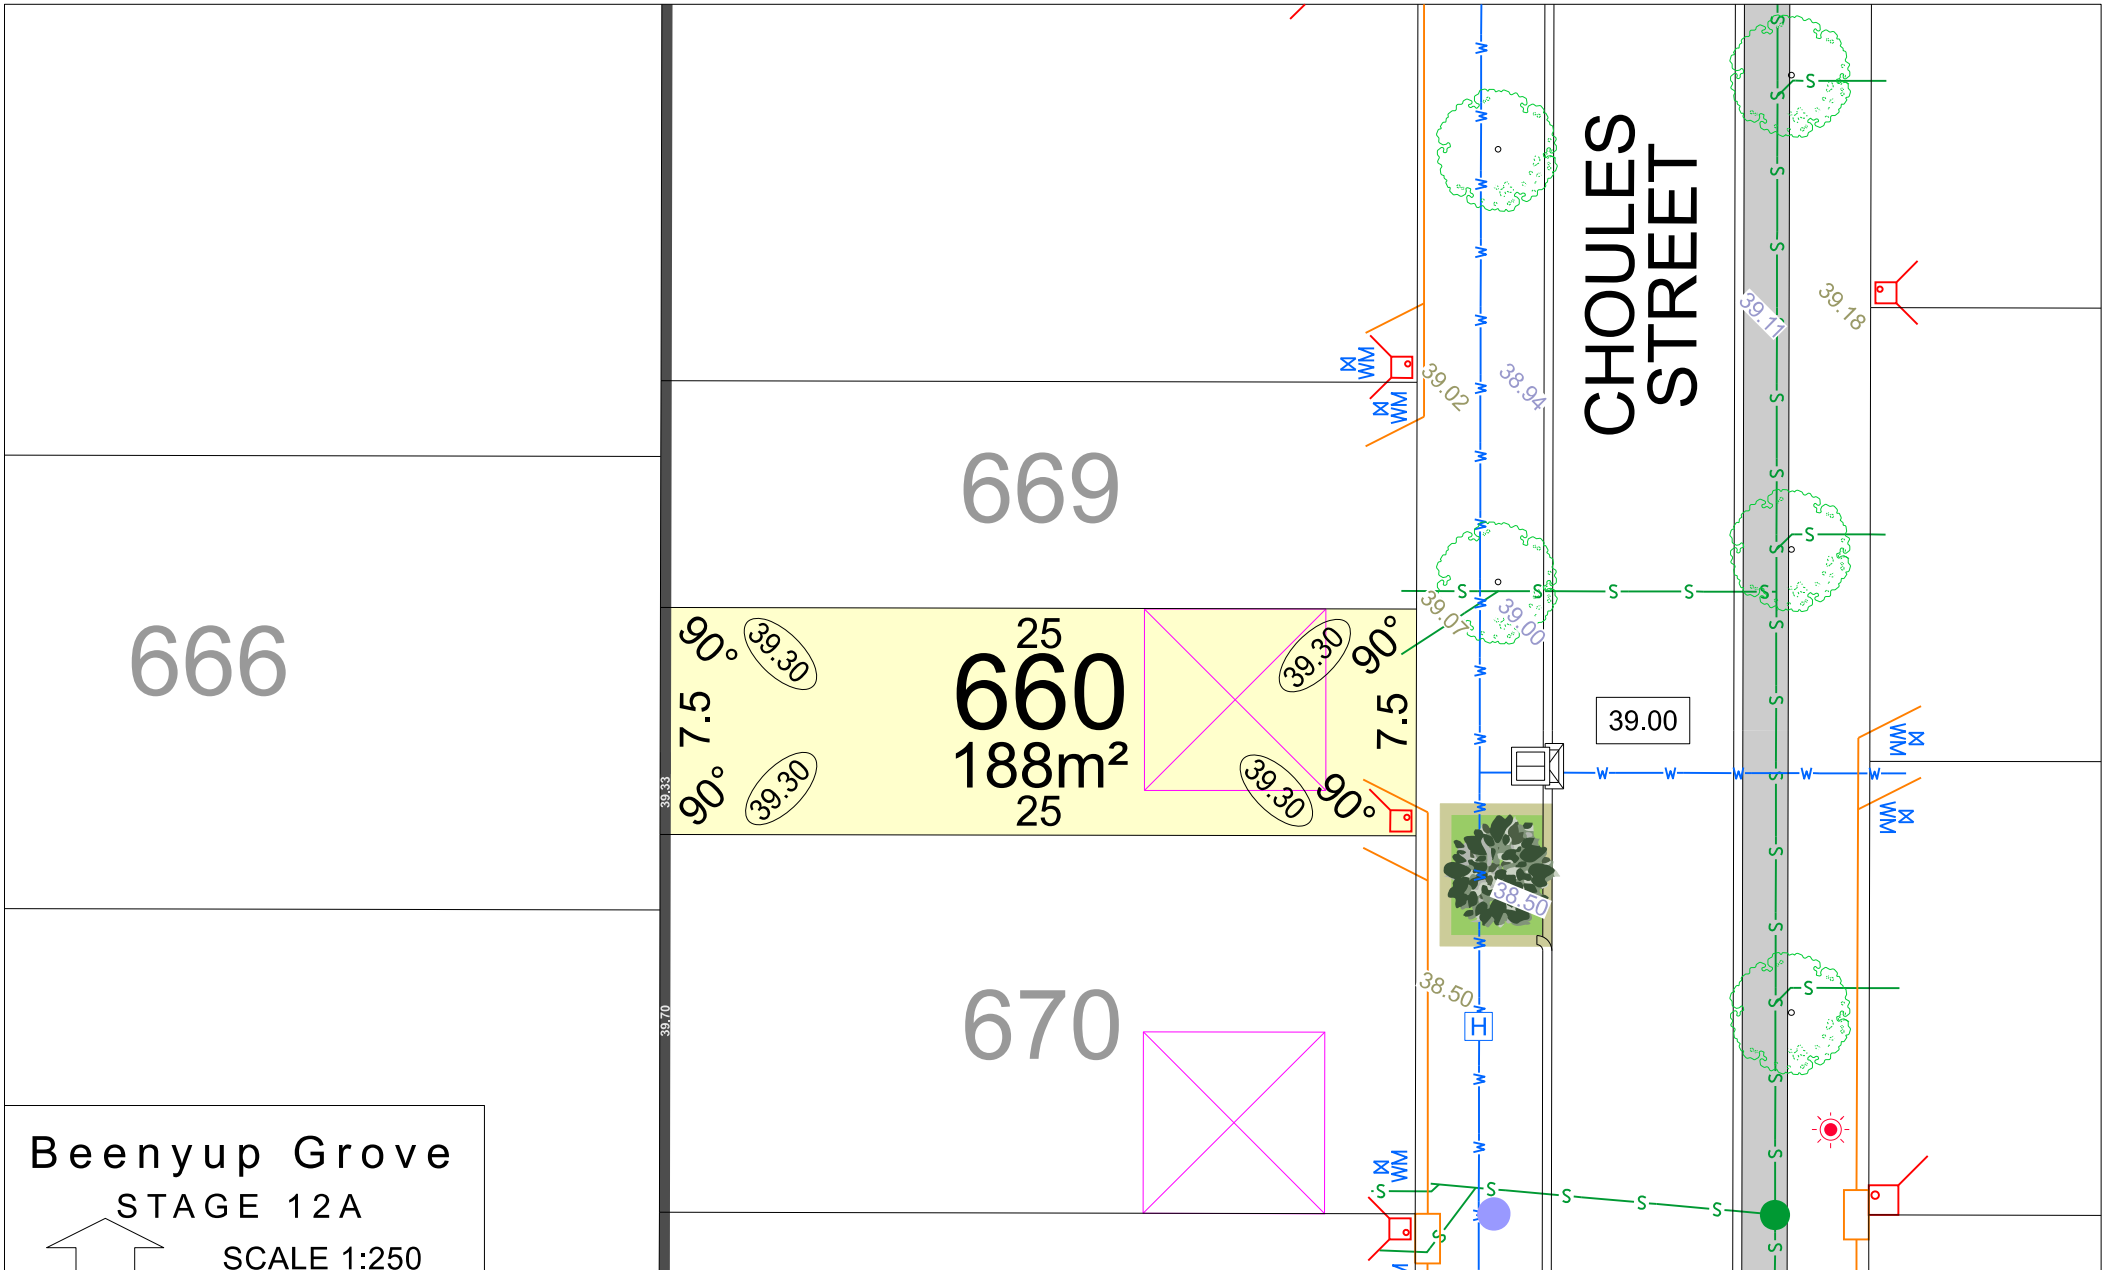 CHOULES
STREET
S
S
S
S
W
W
W
W
W
39.11
39.18
WM
WM
39.02
38.94
669
666
S
S
S
S
S
S
39.07
39.00
90°
39.30
25
39.30
90°
7.5
660
188m²
7.5
39.00
90°
39.30
25
39.30
90°
39.33
W
W
W
W
W
WM
WM
38.50
38.50
39.70
670
H
S
Beenyup Grove
STAGE 12A
SCALE 1:250
WM
S
S
S
S
S
S